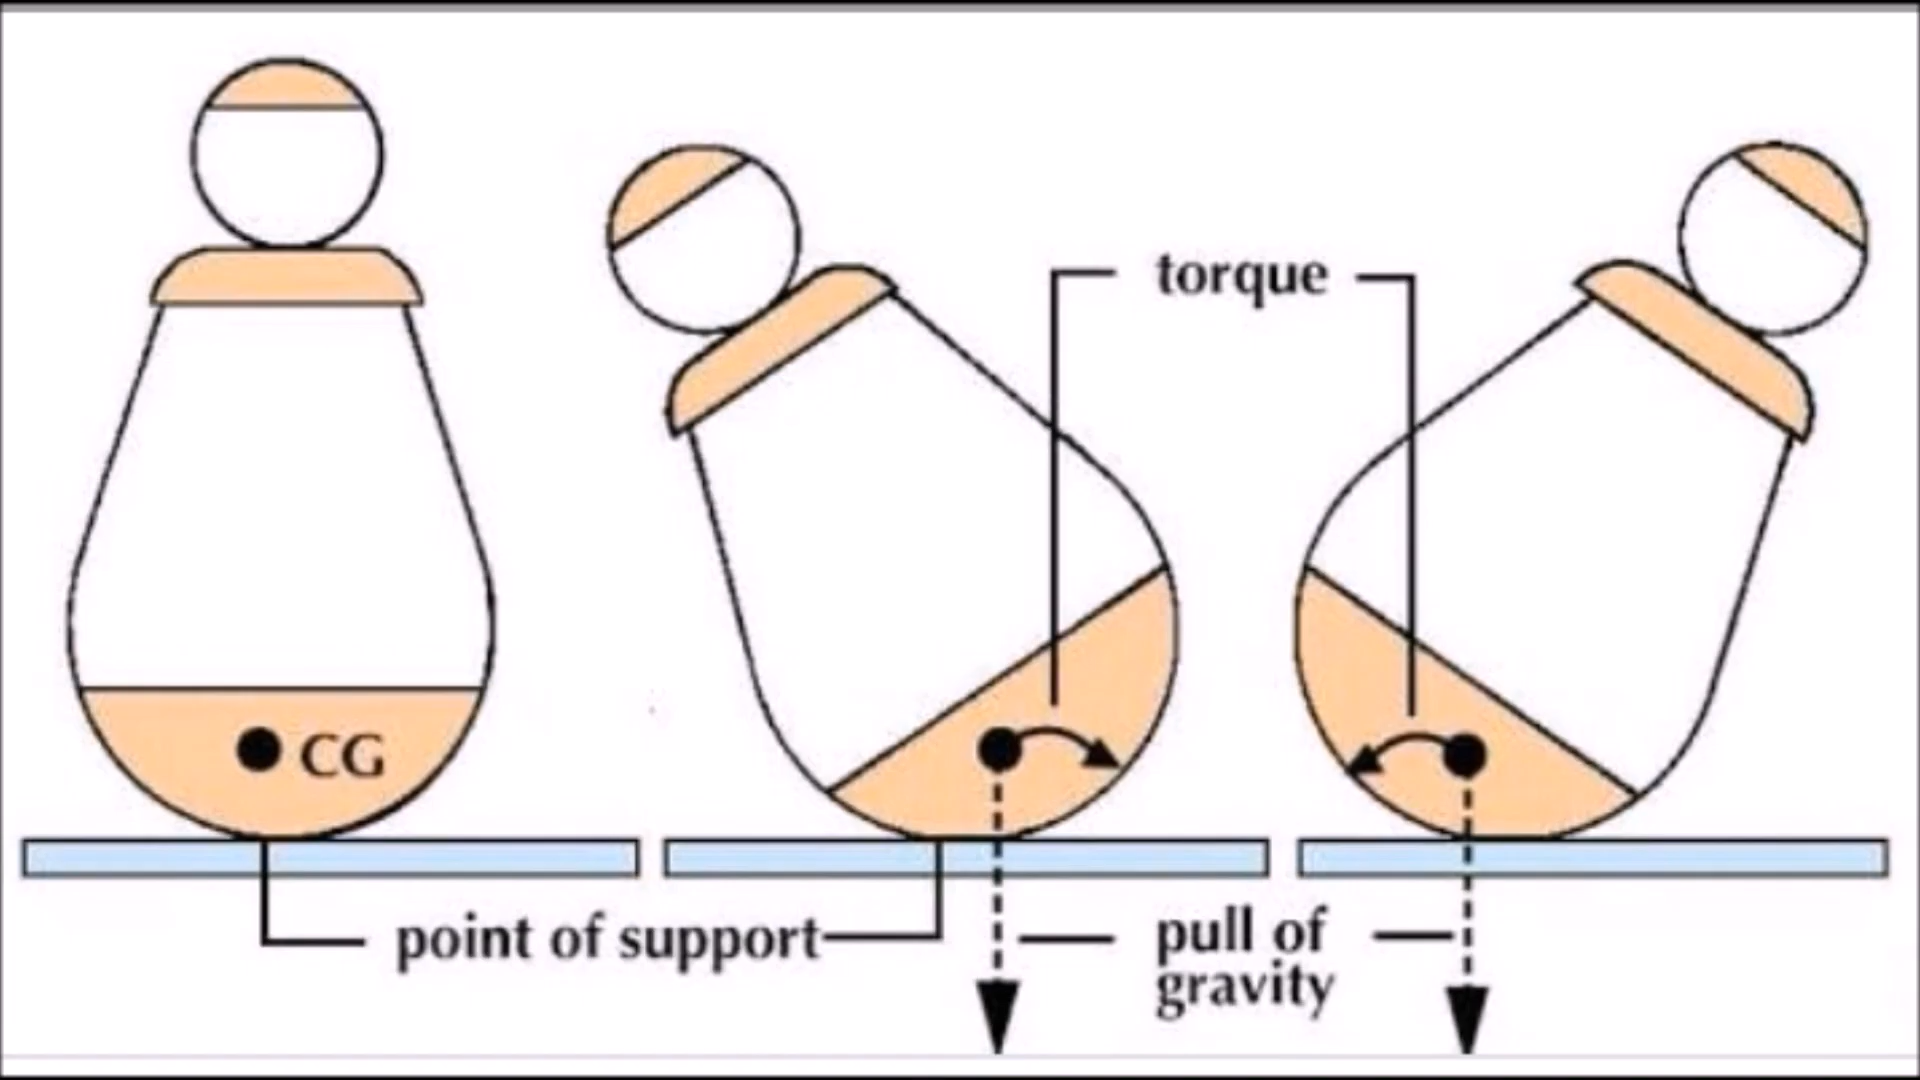 torque
CG
point of support
pull of
gravity